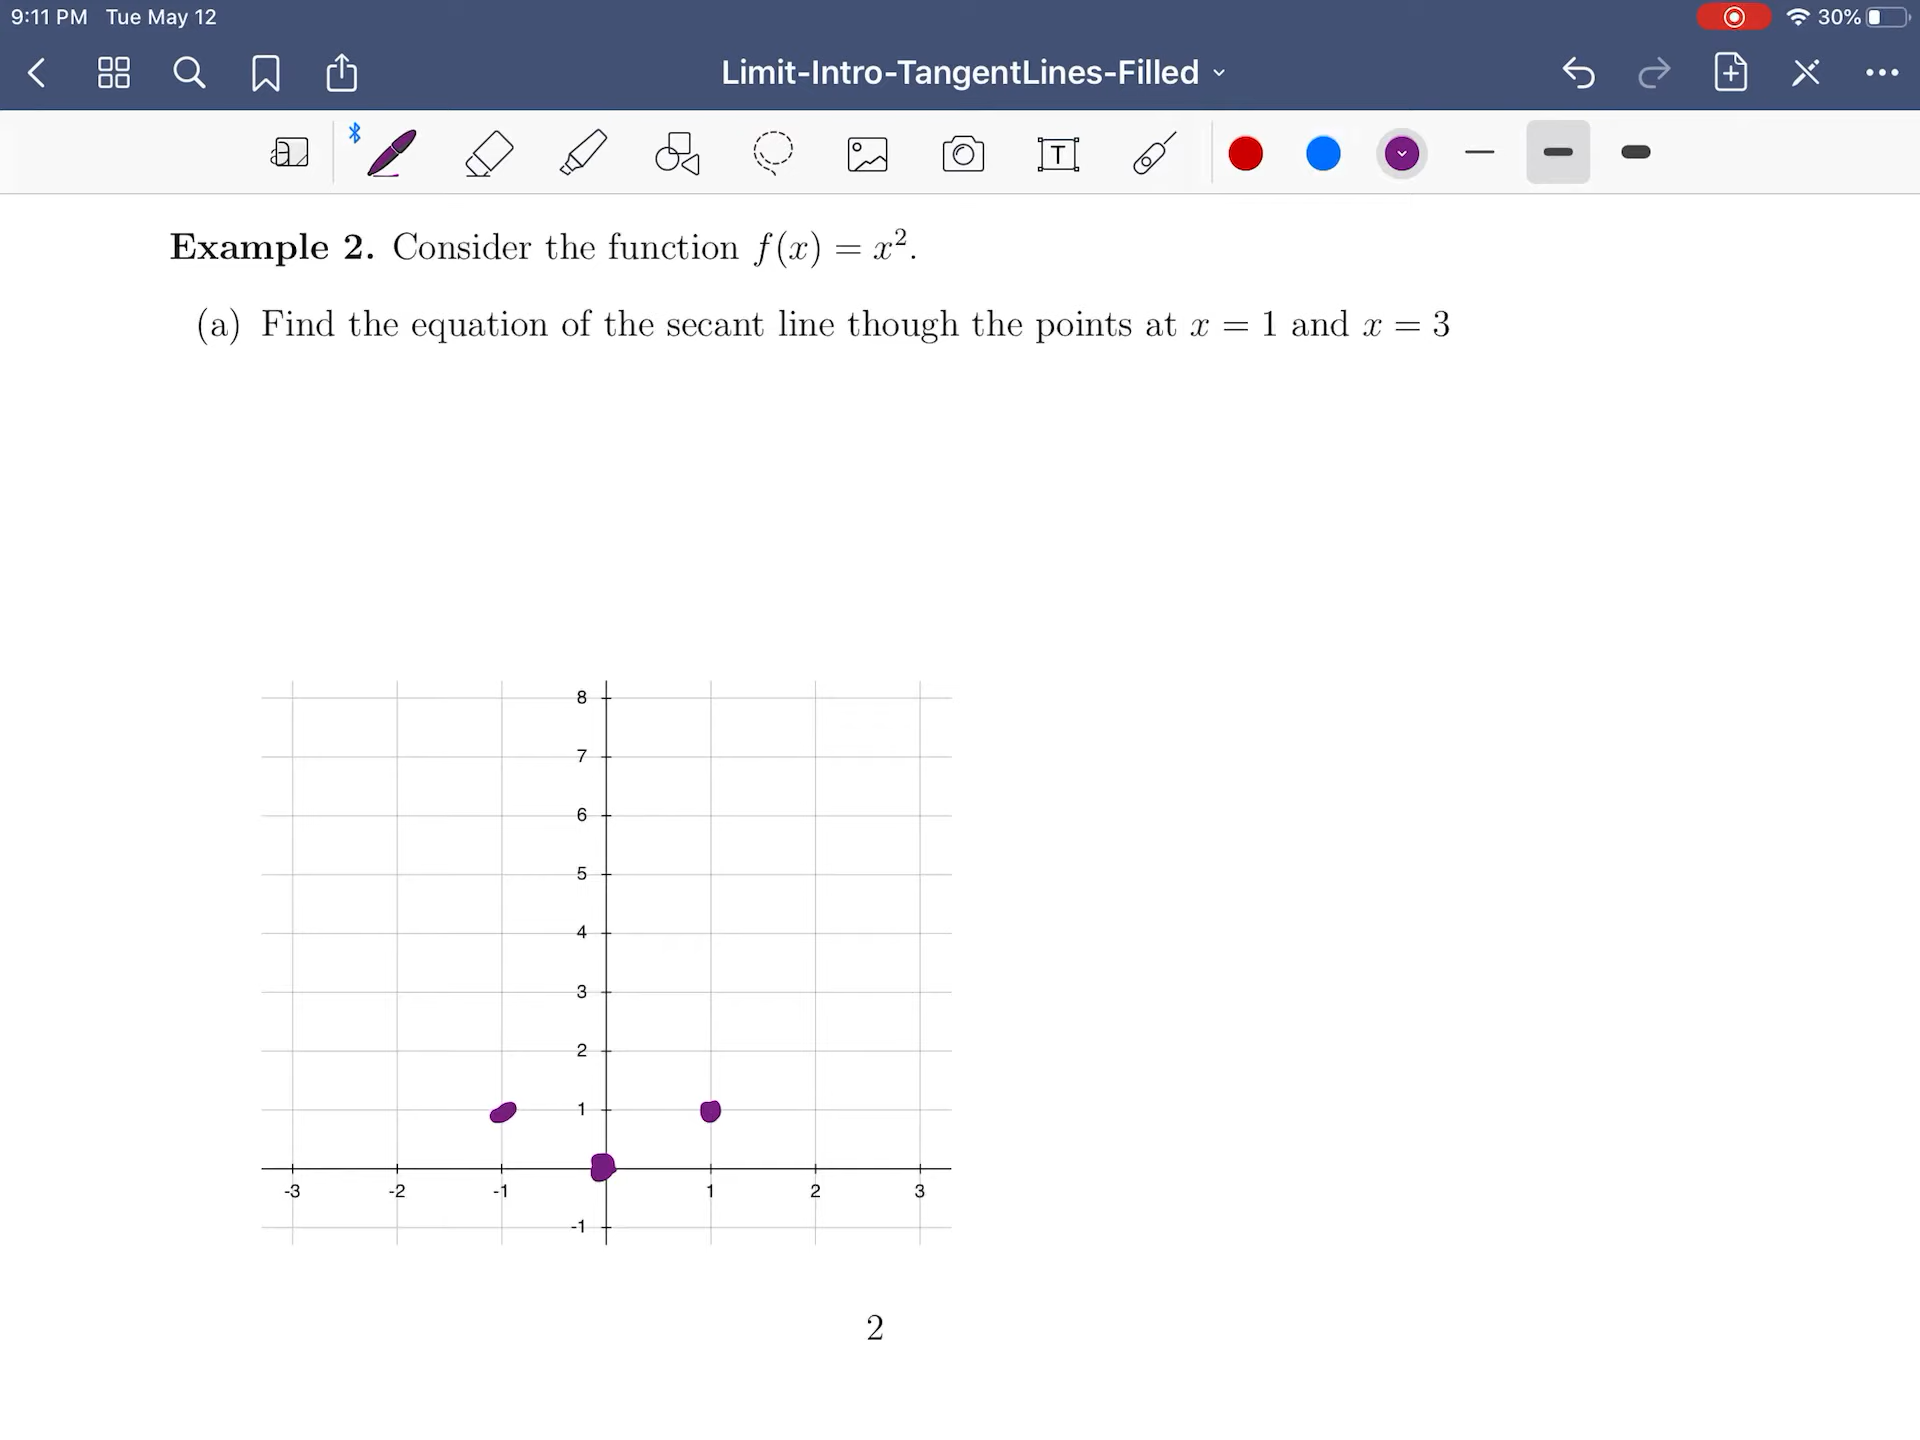 9:11 PM Tue May 12
30%
Limit-Intro-TangentLines-Filled
a
T
Example 2. Consider the function f(x) = x².
(a) Find the equation of the secant line though the points at x = 1 and x = 3
8
7
6
5
4
3
2
1
-3 -2 -1 1 2 3
-1
2